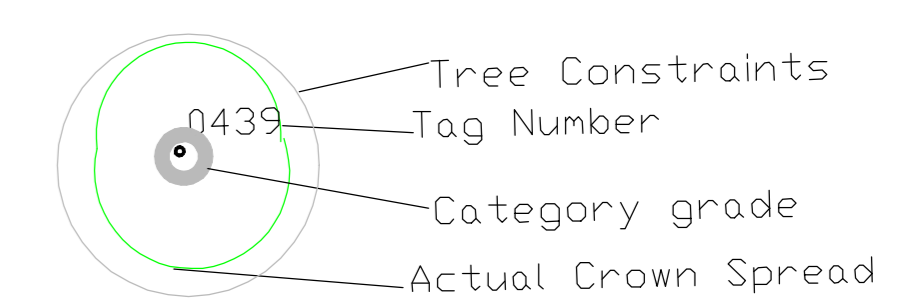 Tree Constraints
0439
Tag Number
Category grade
Actual Crown Spread